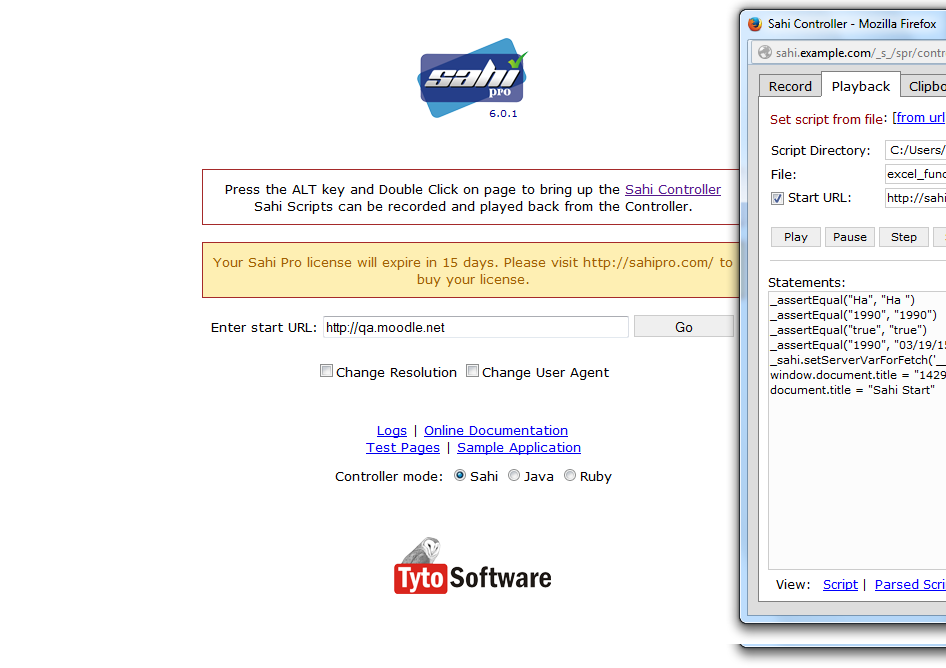 sahi
pro
6.0.1
Press the ALT key and Double Click on page to bring up the Sahi Controller
Sahi Scripts can be recorded and played back from the Controller.
Your Sahi Pro license will expire in 15 days. Please visit http://sahipro.com/ to
buy your license.
Enter start URL: http://qa.moodle.net Go
Change Resolution Change User Agent
Logs | Online Documentation
Test Pages | Sample Application
Controller mode: Sahi Java Ruby
Tyto Software
Sahi Controller - Mozilla Firefox
sahi.example.com/_s_/spr/contr
Record Playback Clipbo
Set script from file: [from url
Script Directory: C:/Users/
File: excel_func
Start URL: http://sahi
Play Pause Step
Statements:
_assertEqual("Ha", "Ha ")
_assertEqual("1990", "1990")
_assertEqual("true", "true")
_assertEqual("1990", "03/19/15
_sahi.setServerVarForFetch('__
window.document.title = "1429
document.title = "Sahi Start"
View: Script | Parsed Scri